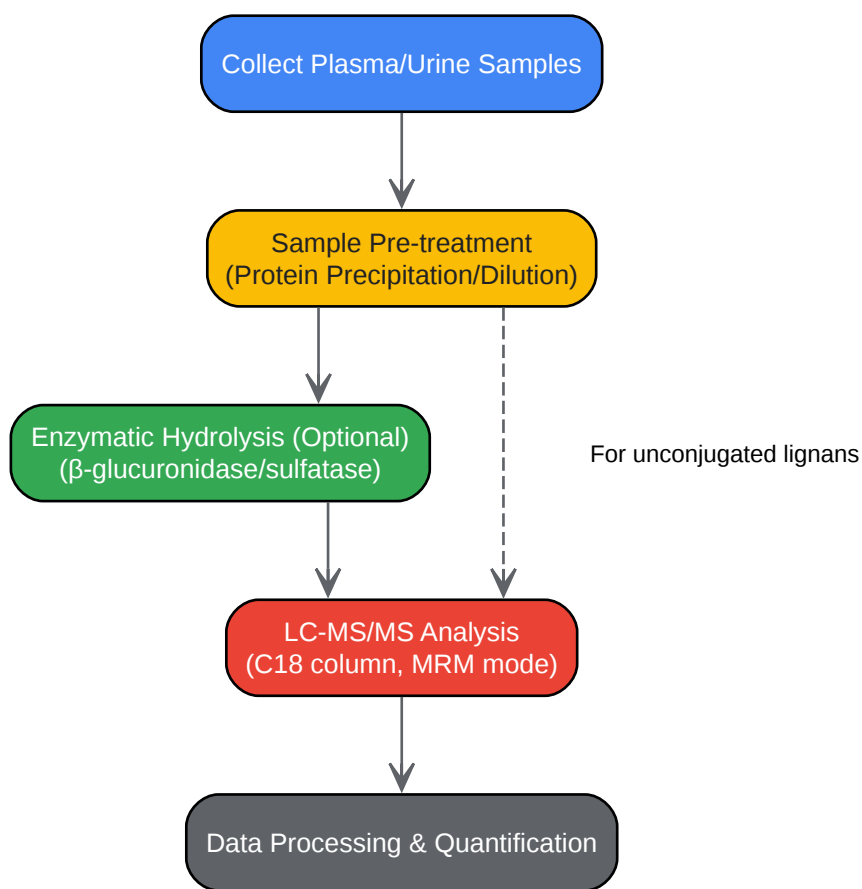 Collect Plasma/Urine Samples
Sample Pre-treatment
(Protein Precipitation/Dilution)
Enzymatic Hydrolysis (Optional)
(β-glucuronidase/sulfatase)
For unconjugated lignans
LC-MS/MS Analysis
(C18 column, MRM mode)
Data Processing & Quantification